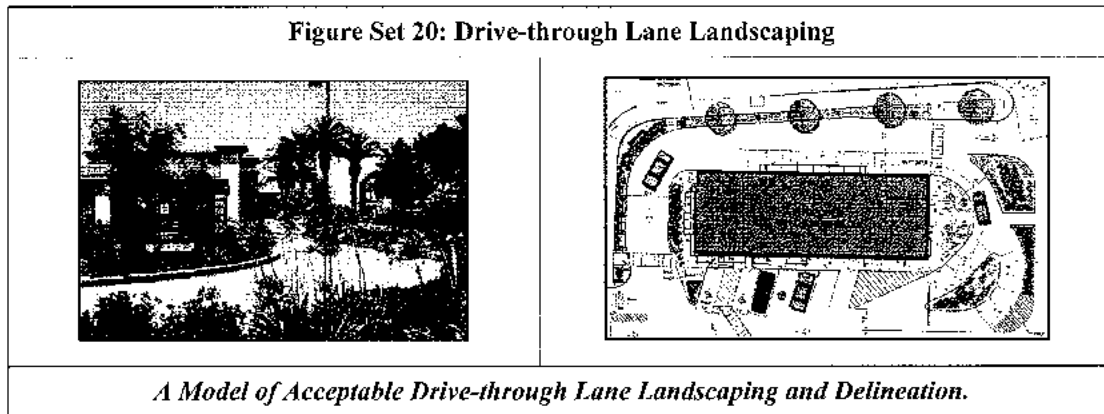 Figure Set 20: Drive-through Lane Landscaping
A Model of Acceptable Drive-through Lane Landscaping and Delineation.